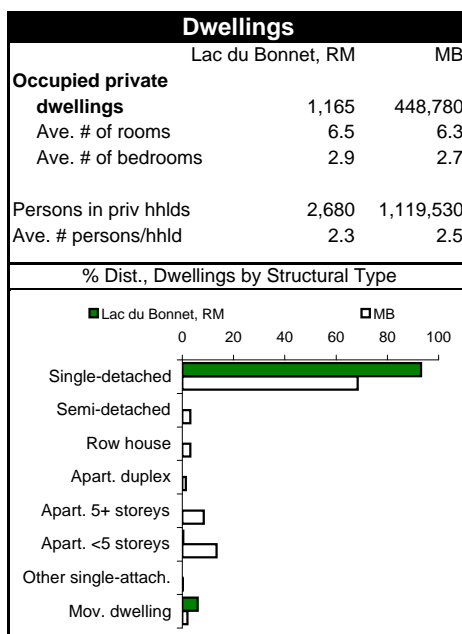 Dwellings
Lac du Bonnet, RM MB
Occupied private
dwellings 1,165 448,780
Ave. # of rooms 6.5 6.3
Ave. # of bedrooms 2.9 2.7
Persons in priv hhlds 2,680 1,119,530
Ave. # persons/hhld 2.3 2.5
% Dist., Dwellings by Structural Type
Lac du Bonnet, RM MB
0 20 40 60 80 100
Single-detached
Semi-detached
Row house
Apart. duplex
Apart. 5+ storeys
Apart. <5 storeys
Other single-attach.
Mov. dwelling